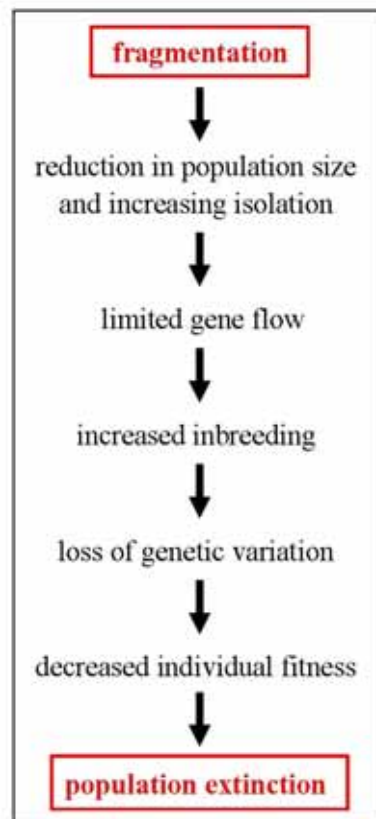 fragmentation
reduction in population size
and increasing isolation
limited gene flow
increased inbreeding
loss of genetic variation
decreased individual fitness
population extinction